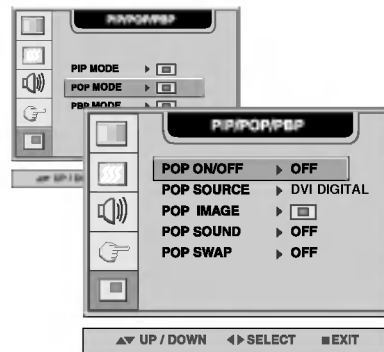 PIP/POP/PBP
PIP MODE
POP MODE
PBP MODE
PIP/POP/PBP
POP ON/OFF OFF
POP SOURCE DVI DIGITAL
POP IMAGE
POP SOUND OFF
POP SWAP OFF
UP / DOWN SELECT EXIT